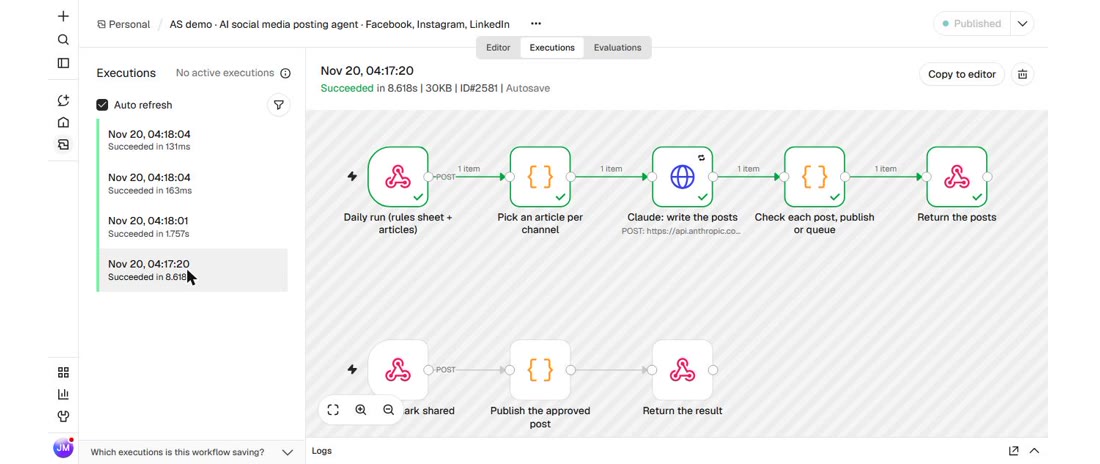 Personal / AS demo · AI social media posting agent · Facebook, Instagram, LinkedIn ···
Published
Editor Executions Evaluations
Executions No active executions
Auto refresh
Nov 20, 04:18:04
Succeeded in 131ms
Nov 20, 04:18:04
Succeeded in 163ms
Nov 20, 04:18:01
Succeeded in 1.757s
Nov 20, 04:17:20
Succeeded in 8.618
Which executions is this workflow saving?
JM
Nov 20, 04:17:20
Succeeded in 8.618s | 30KB | ID#2581 | Autosave
Copy to editor
POST 1 item 1 item 1 item 1 item
Daily run (rules sheet +
articles)
Pick an article per
channel
Claude: write the posts
POST: https://api.anthropic.co...
Check each post, publish
or queue
Return the posts
POST
ark shared
Publish the approved
post
Return the result
Logs